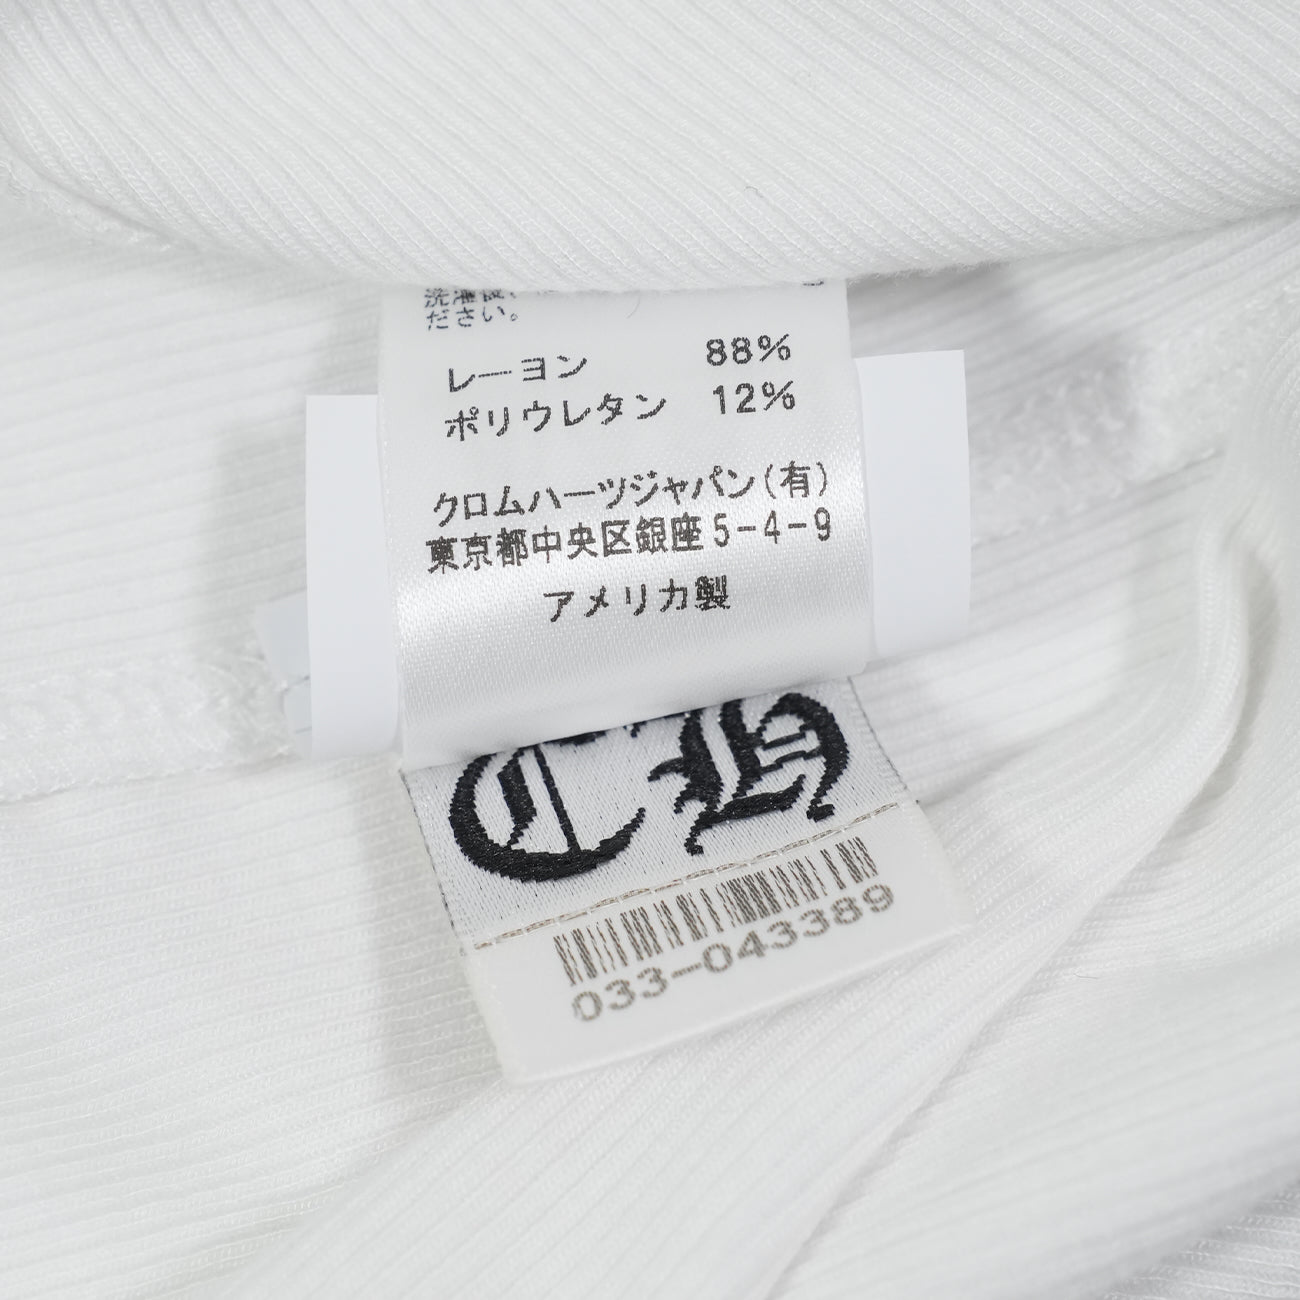 洗濯後、
ださい。
レーヨン 88%
ポリウレタン 12%
クロムハーツジャパン(有)
東京都中央区銀座5-4-9
アメリカ製
CH
033-043389